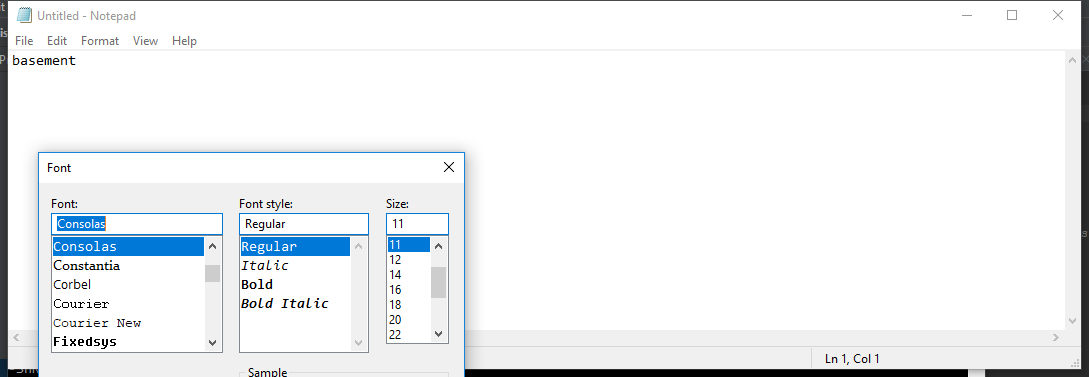 Untitled - Notepad
File Edit Format View Help
basement
Font
Font: Font style: Size:
Consolas Regular 11
Consolas Regular 11
Constantia Italic 12
Corbel Bold 14
Courier Bold Italic 16
Courier New 18
Fixedsys 20
22
Sample
Ln 1, Col 1